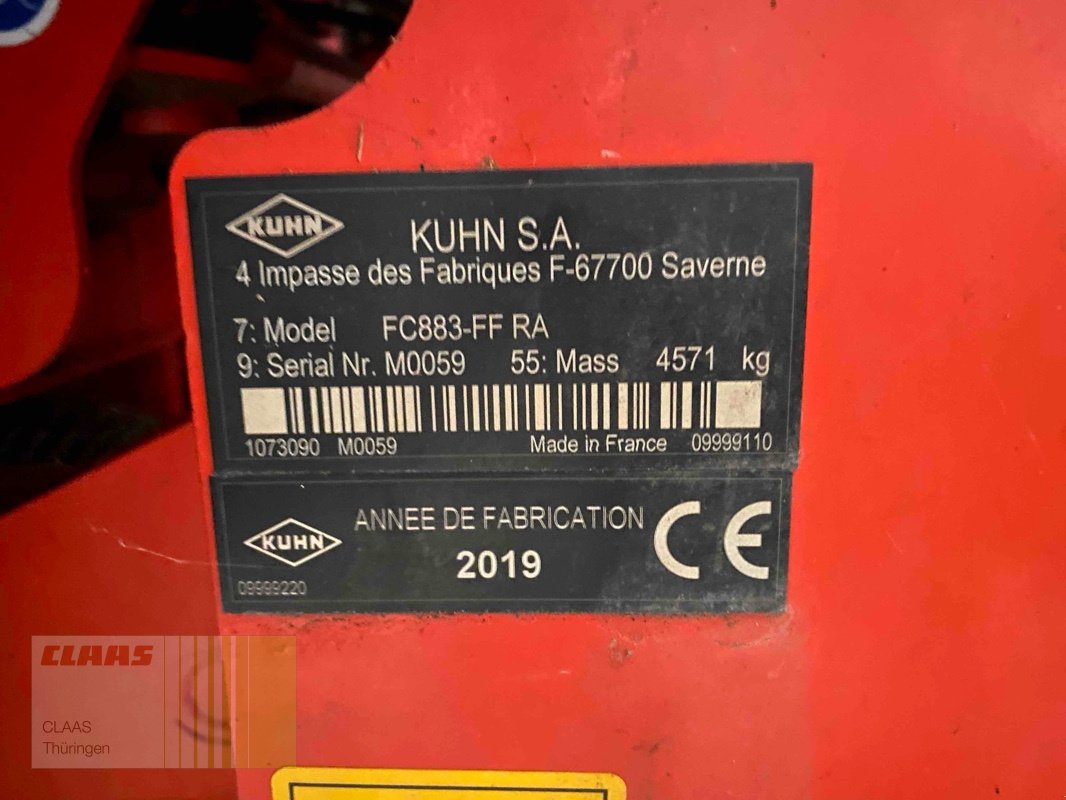 KUHN
KUHN S.A.
4 Impasse des Fabriques F-67700 Saverne
7: Model FC883-FF RA
9: Serial Nr. M0059 55: Mass 4571 kg
1073090 M0059 Made in France 09999110
KUHN
ANNEE DE FABRICATION
2019
CE
09999220
CLAAS
CLAAS
Thüringen